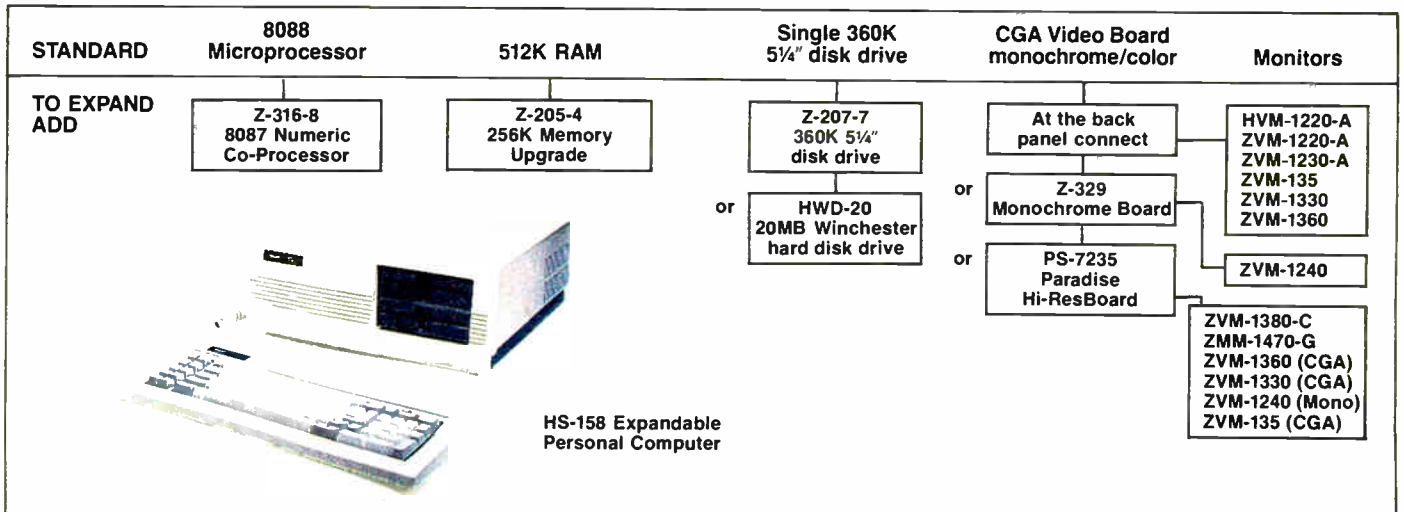 STANDARD
8088
Microprocessor
512K RAM
Single 360K
5¼" disk drive
CGA Video Board
monochrome/color
Monitors
TO EXPAND
ADD
Z-316-8
8087 Numeric
Co-Processor
Z-205-4
256K Memory
Upgrade
Z-207-7
360K 5¼"
disk drive
or
HWD-20
20MB Winchester
hard disk drive
At the back
panel connect
or
Z-329
Monochrome Board
or
PS-7235
Paradise
Hi-ResBoard
HVM-1220-A
ZVM-1220-A
ZVM-1230-A
ZVM-135
ZVM-1330
ZVM-1360
ZVM-1240
ZVM-1380-C
ZMM-1470-G
ZVM-1360 (CGA)
ZVM-1330 (CGA)
ZVM-1240 (Mono)
ZVM-135 (CGA)
HS-158 Expandable
Personal Computer